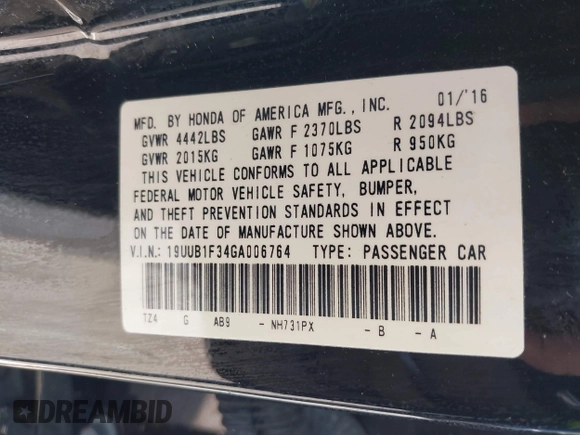 MFD. BY HONDA OF AMERICA MFG., INC. 01/'16
GVWR 4442LBS GAWR F 2370LBS R 2094LBS
GVWR 2015KG GAWR F 1075KG R 950KG
THIS VEHICLE CONFORMS TO ALL APPLICABLE
FEDERAL MOTOR VEHICLE SAFETY, BUMPER,
AND THEFT PREVENTION STANDARDS IN EFFECT
ON THE DATE OF MANUFACTURE SHOWN ABOVE.
V.I.N.: 19UUB1F34GA006764 TYPE: PASSENGER CAR
TZ4 G AB9 -NH731PX -B -A
DREAMBID